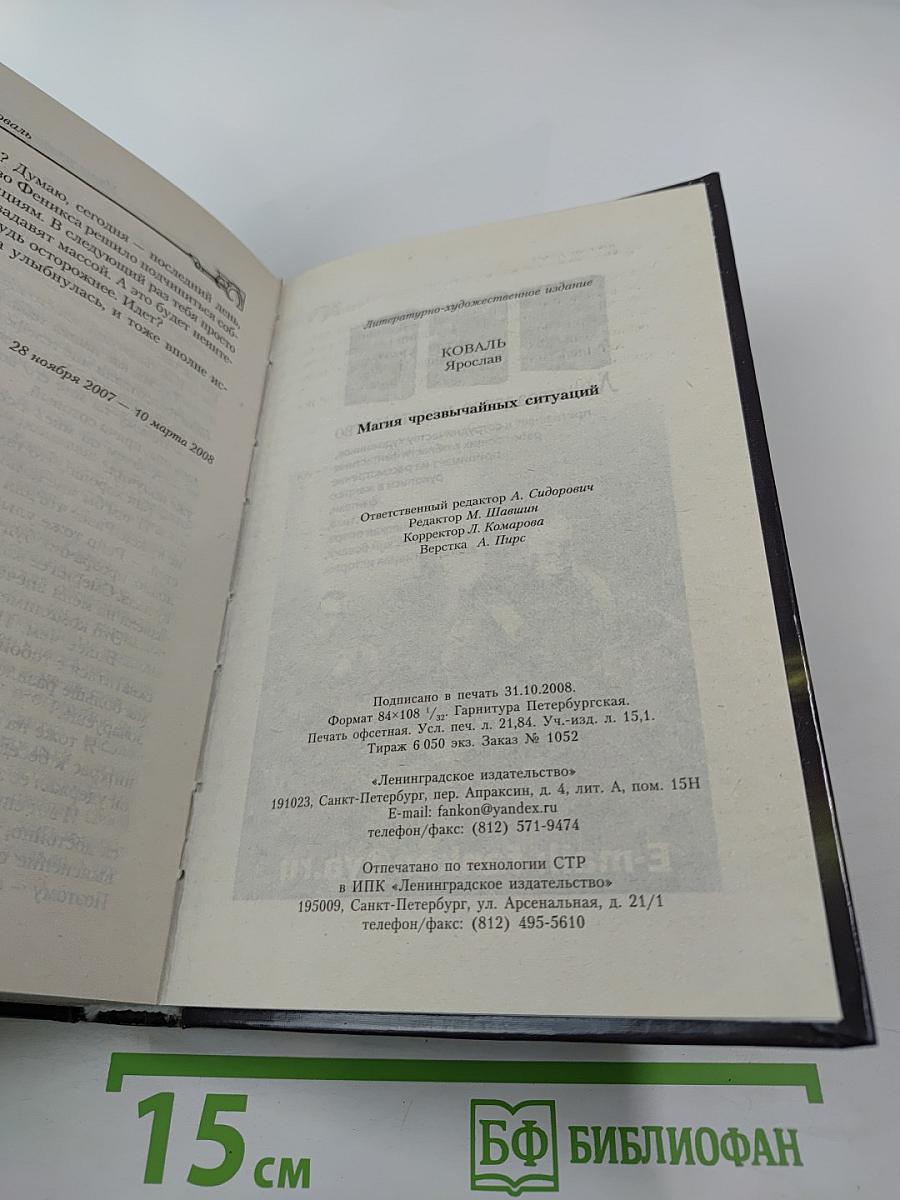 ? Думаю, сегодня — последний день,
во Феникса решило подчиниться соб-
кциям. В следующий раз тебя просто
задавят массой. А это будет неинте-
удь осторожнее. Идет?
а улыбнулась, и тоже вполне ис-
28 ноября 2007 — 10 марта 2008
Литературно-художественное издание
КОВАЛЬ
Ярослав
Магия чрезвычайных ситуаций
Ответственный редактор А. Сидорович
Редактор М. Шавшин
Корректор Л. Комарова
Верстка А. Пирс
Подписано в печать 31.10.2008.
Формат 84×108 1/32. Гарнитура Петербургская.
Печать офсетная. Усл. печ. л. 21,84. Уч.-изд. л. 15,1.
Тираж 6 050 экз. Заказ № 1052
«Ленинградское издательство»
191023, Санкт-Петербург, пер. Апраксин, д. 4, лит. А, пом. 15Н
E-mail: fankon@yandex.ru
телефон/факс: (812) 571-9474
Отпечатано по технологии CTP
в ИПК «Ленинградское издательство»
195009, Санкт-Петербург, ул. Арсенальная, д. 21/1
телефон/факс: (812) 495-5610
15 см
БФ БИБЛИОФАН